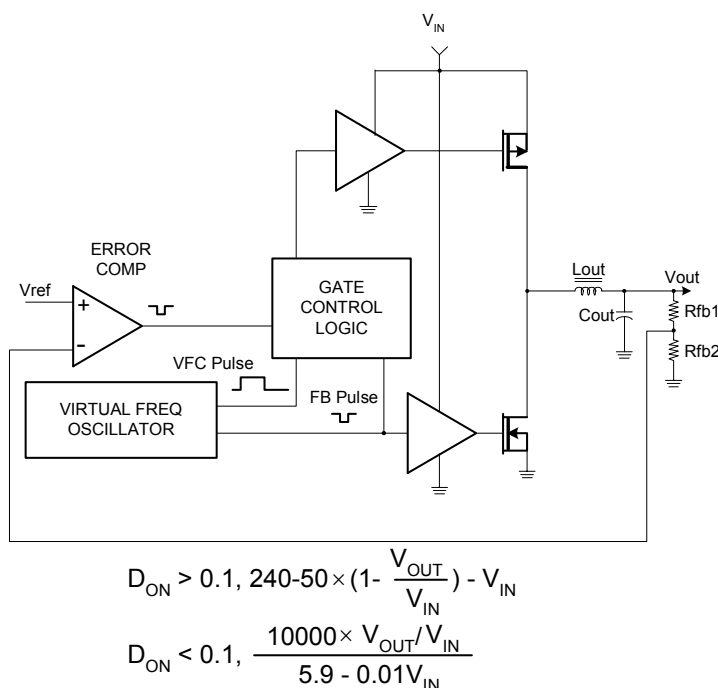 V_IN
ERROR
COMP
Vref
+
-
GATE
CONTROL
LOGIC
Lout
Vout
Cout
Rfb1
Rfb2
VFC Pulse
FB Pulse
VIRTUAL FREQ
OSCILLATOR
D_ON > 0.1, 240-50×(1- V_OUT/V_IN) - V_IN
D_ON < 0.1, 10000× V_OUT/V_IN / 5.9 - 0.01V_IN